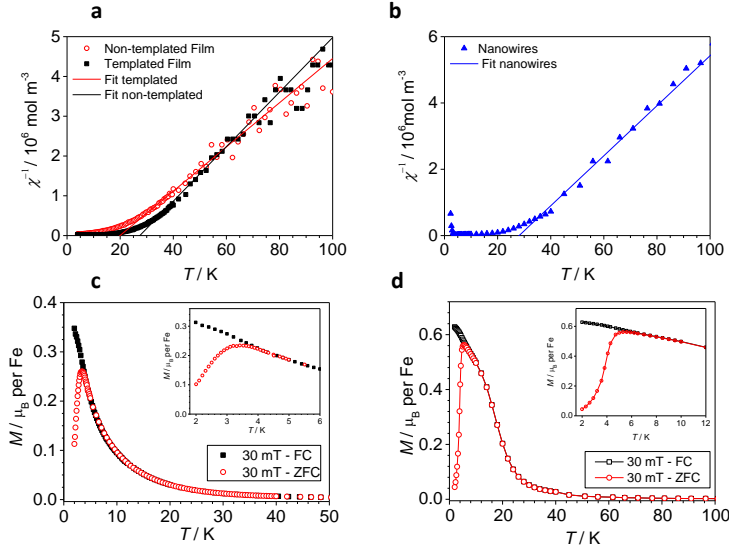 a
b
Non-templated Film
Templated Film
Fit templated
Fit non-templated
χ⁻¹ / 10⁶ mol m⁻³
5
4
3
2
1
0
0 20 40 60 80 100
T / K
Nanowires
Fit nanowires
χ⁻¹ / 10⁶ mol m⁻³
6
4
2
0
0 20 40 60 80 100
T / K
c
d
M / μB per Fe
0.4
0.3
0.2
0.1
0.0
0 10 20 30 40 50
T / K
M / μB per Fe
0.4
0.3
0.2
0.1
0.0
2 3 4 5 6
T / K
30 mT - FC
30 mT - ZFC
M / μB per Fe
0.8
0.6
0.4
0.2
0.0
0 20 40 60 80 100
T / K
M / μB per Fe
0.6
0.4
0.2
0.0
2 4 6 8 10 12
T / K
30 mT - FC
30 mT - ZFC